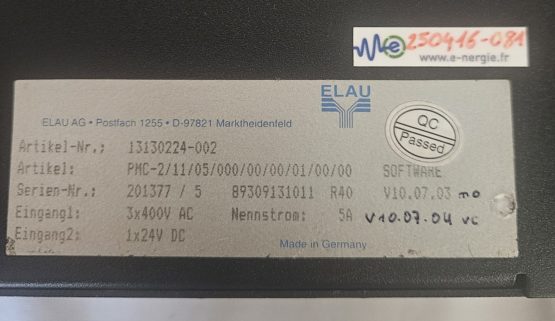 250416-081
www.e-nergie.fr
ELAU
ELAU AG • Postfach 1255 • D-97821 Marktheidenfeld
QC
Passed
Artikel-Nr.: 13130224-002
Artikel: PMC-2/11/05/000/00/00/01/00/00 SOFTWARE
Serien-Nr.: 201377 / 5 89309131011 R40 V10.07.03 mo
Eingang1: 3x400V AC Nennstrom: 5A V10.07.04 vc
Eingang2: 1x24V DC
Made in Germany